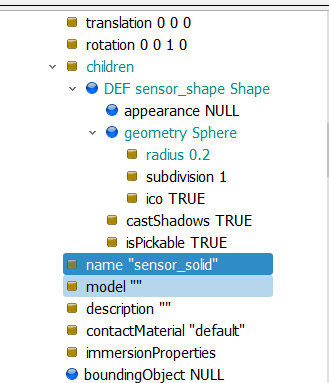 translation 0 0 0
rotation 0 0 1 0
children
DEF sensor_shape Shape
appearance NULL
geometry Sphere
radius 0.2
subdivision 1
ico TRUE
castShadows TRUE
isPickable TRUE
name "sensor_solid"
model ""
description ""
contactMaterial "default"
immersionProperties
boundingObject NULL